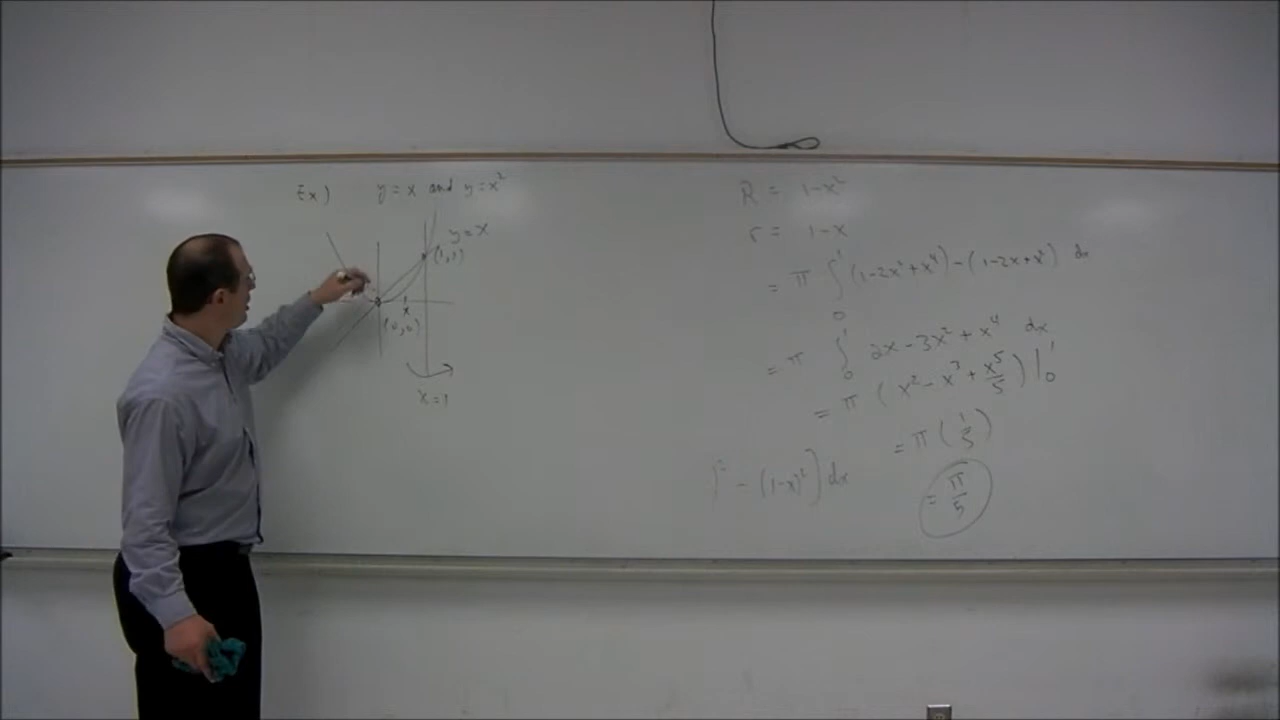 Ex) y = x and y = x²
y = x
(1,1)
x
(0,0)
x = 1
R = 1-x²
r = 1-x
= π ∫₀¹ (1-2x²+x⁴) - (1-2x+x²) dx
= π ∫₀¹ 2x - 3x² + x⁴ dx
= π (x² - x³ + x⁵/5) |₀¹
= π (1/5)
= π/5
- (1-x)²] dx